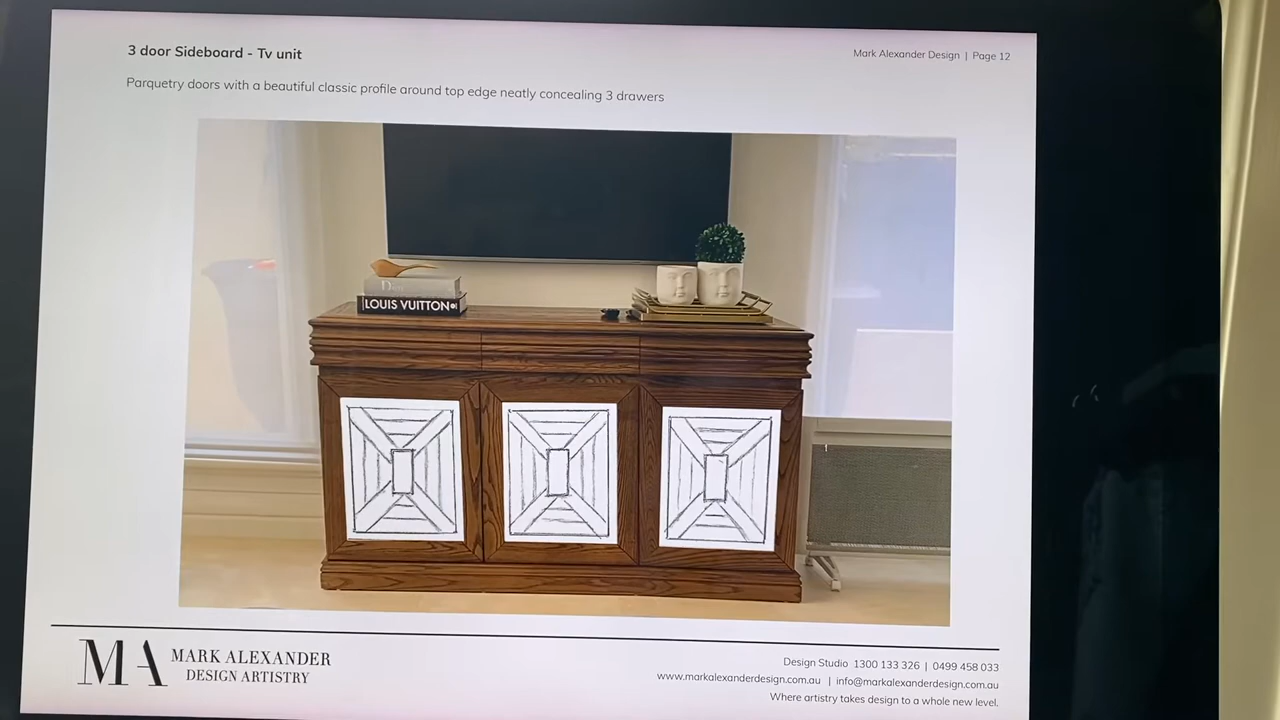 3 door Sideboard - Tv unit
Mark Alexander Design | Page 12
Parquetry doors with a beautiful classic profile around top edge neatly concealing 3 drawers
Dior
LOUIS VUITTON
MA MARK ALEXANDER
DESIGN ARTISTRY
Design Studio 1300 133 326 | 0499 458 033
www.markalexanderdesign.com.au | info@markalexanderdesign.com.au
Where artistry takes design to a whole new level.